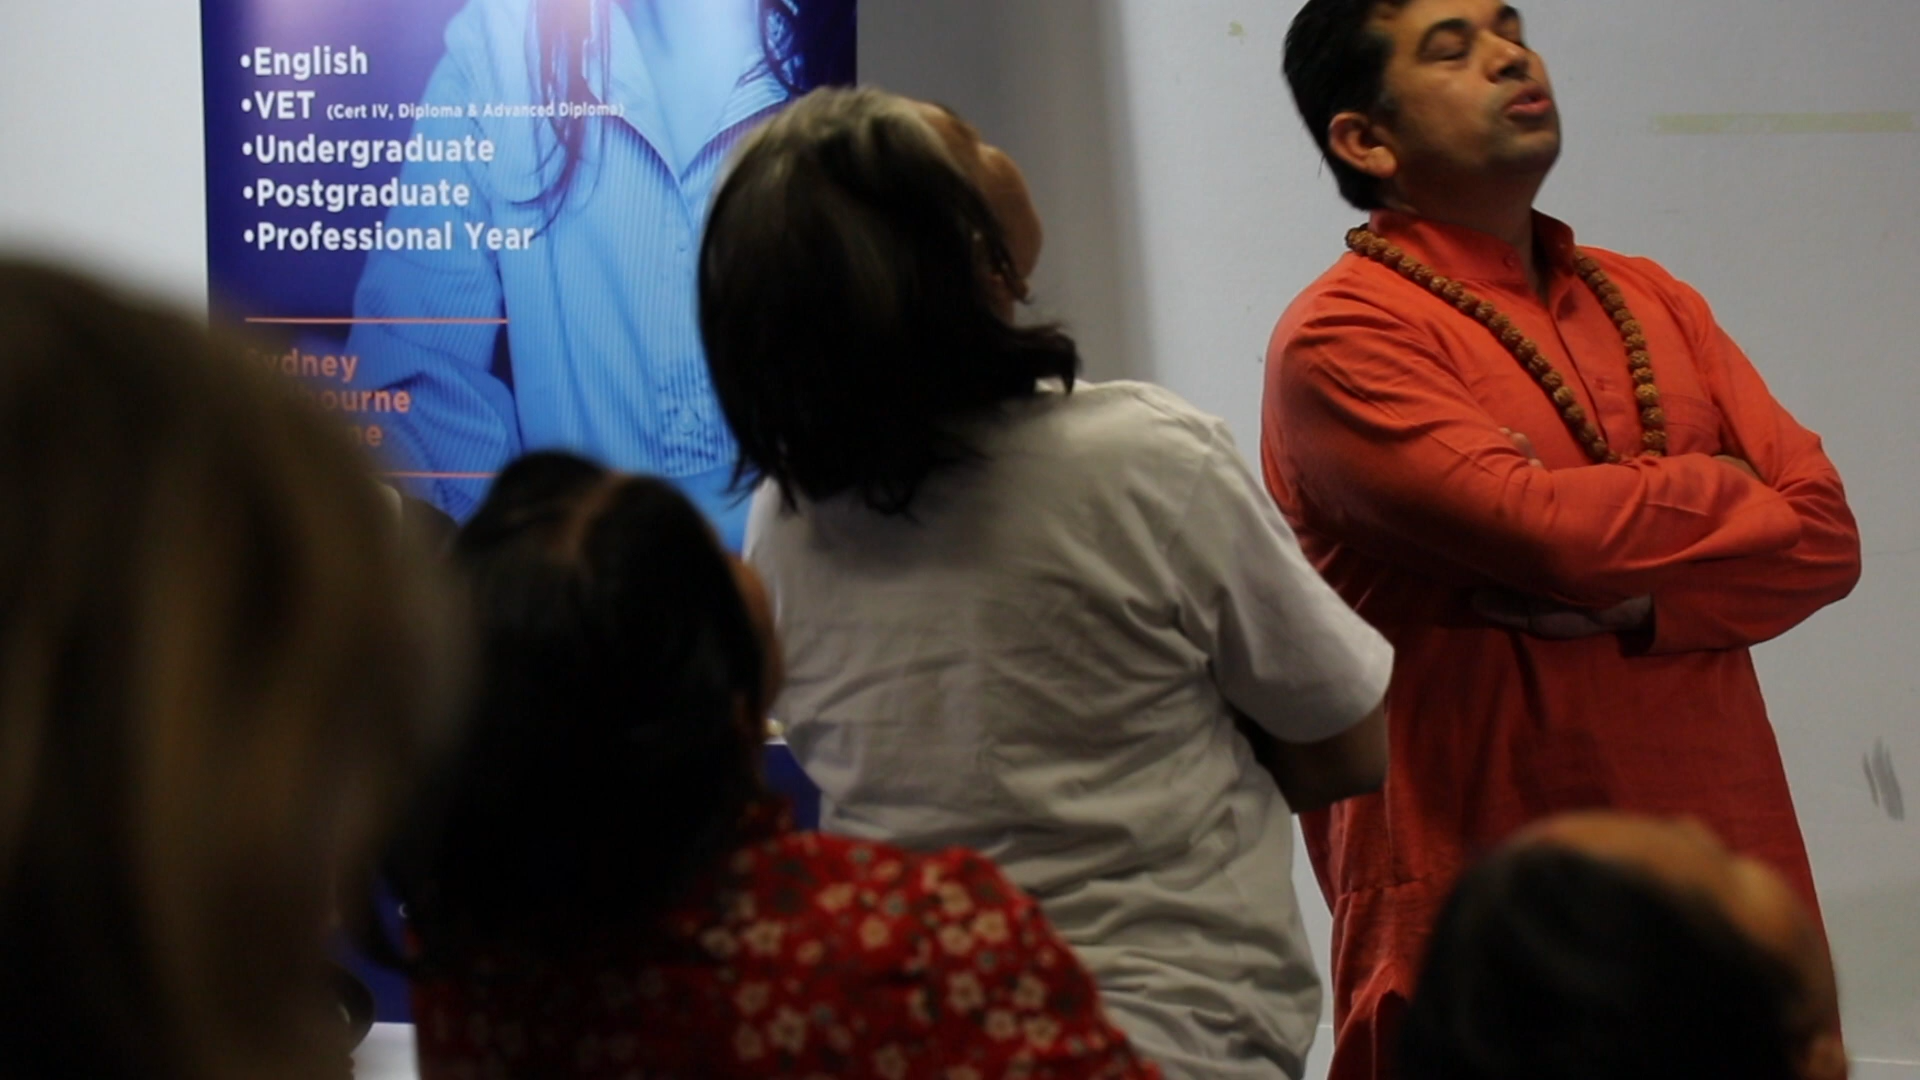 •English
•VET (Cert IV, Diploma & Advanced Diploma)
•Undergraduate
•Postgraduate
•Professional Year